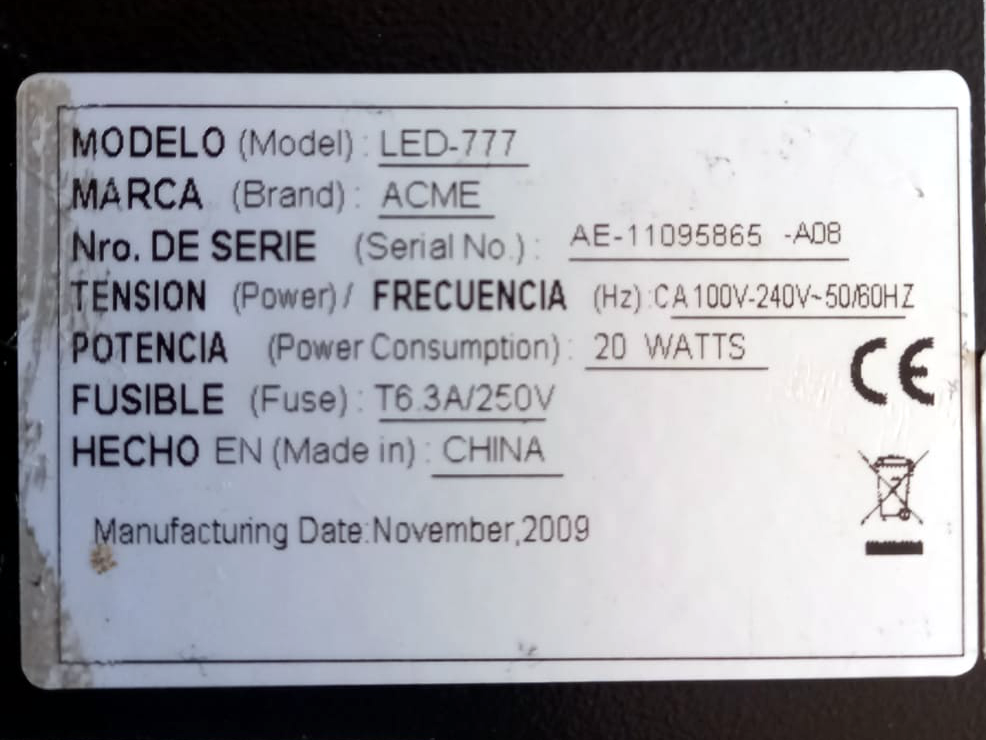 MODELO (Model) : LED-777
MARCA (Brand) : ACME
Nro. DE SERIE (Serial No.) : AE-11095865 -A08
TENSION (Power) / FRECUENCIA (Hz) :CA 100V-240V~50/60HZ
POTENCIA (Power Consumption) : 20 WATTS
CE
FUSIBLE (Fuse) : T6.3A/250V
HECHO EN (Made in) : CHINA
Manufacturing Date:November,2009